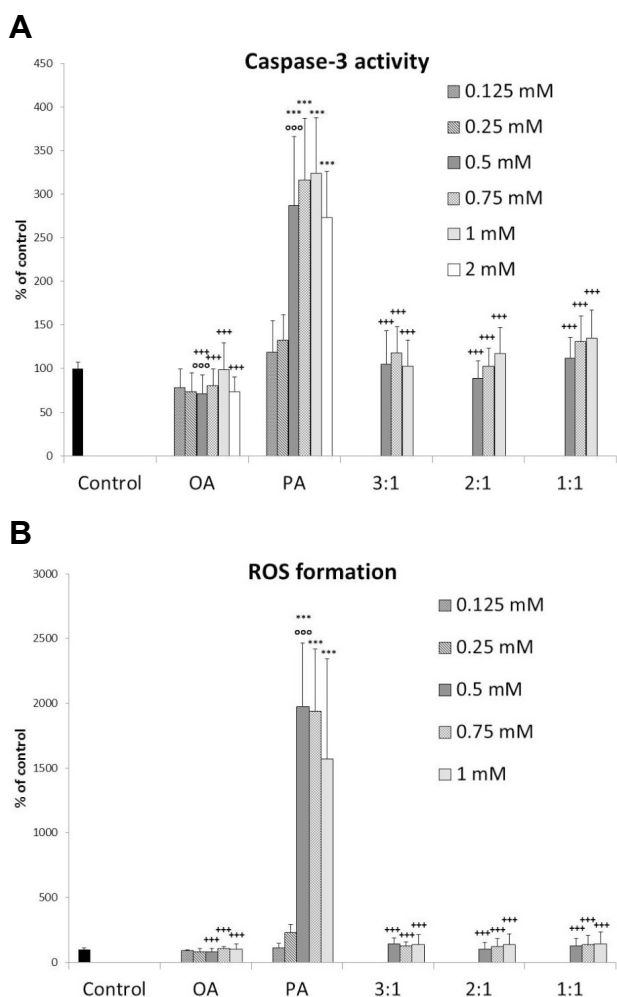 A
Caspase-3 activity
450
400
350
300
250
200
150
100
50
0
% of control
0.125 mM
0.25 mM
0.5 mM
0.75 mM
1 mM
2 mM
+++
°°° +++
+++
+++
***
°°°
***
***
***
+++ +++ +++
+++ +++ +++
+++ +++ +++
Control OA PA 3:1 2:1 1:1
B
ROS formation
3000
2500
2000
1500
1000
500
0
% of control
0.125 mM
0.25 mM
0.5 mM
0.75 mM
1 mM
+++ +++ +++
***
°°° *** ***
+++ +++ +++
+++ +++ +++
+++ +++ +++
Control OA PA 3:1 2:1 1:1